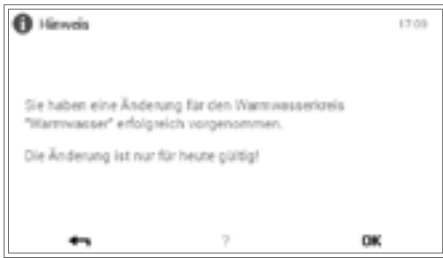 Hinweis
17:03
Sie haben eine Änderung für den Warmwasserkreis
"Warmwasser" erfolgreich vorgenommen.
Die Änderung ist nur für heute gültig!
?
OK